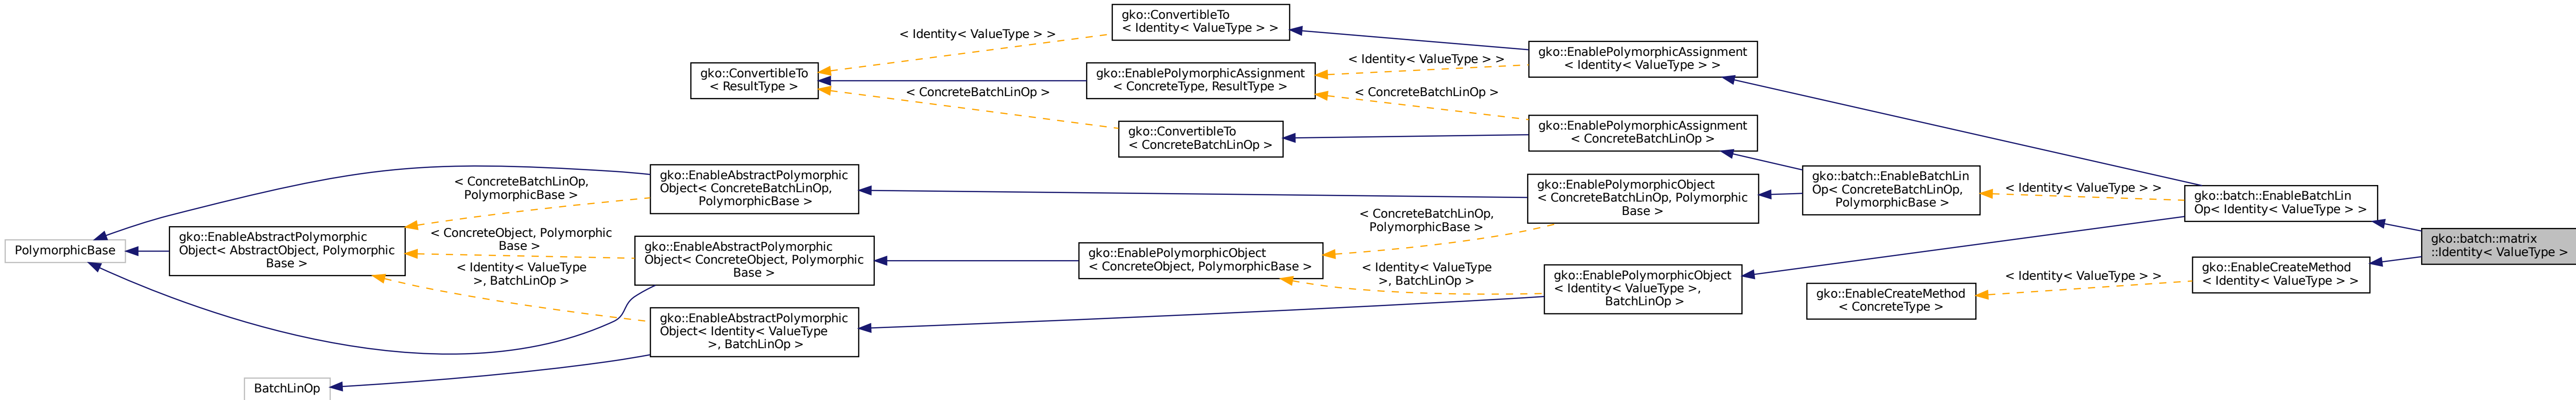 gko::ConvertibleTo
< Identity< ValueType > >
< Identity< ValueType > >
gko::EnablePolymorphicAssignment
< Identity< ValueType > >
< Identity< ValueType > >
gko::ConvertibleTo
< ResultType >
gko::EnablePolymorphicAssignment
< ConcreteType, ResultType >
< ConcreteBatchLinOp >
< ConcreteBatchLinOp >
gko::ConvertibleTo
< ConcreteBatchLinOp >
gko::EnablePolymorphicAssignment
< ConcreteBatchLinOp >
gko::EnableAbstractPolymorphic
Object< ConcreteBatchLinOp,
PolymorphicBase >
< ConcreteBatchLinOp,
PolymorphicBase >
gko::EnablePolymorphicObject
< ConcreteBatchLinOp, Polymorphic
Base >
gko::batch::EnableBatchLin
Op< ConcreteBatchLinOp,
PolymorphicBase >
< Identity< ValueType > >
gko::batch::EnableBatchLin
Op< Identity< ValueType > >
PolymorphicBase
gko::EnableAbstractPolymorphic
Object< AbstractObject, Polymorphic
Base >
< ConcreteObject, Polymorphic
Base >
gko::EnableAbstractPolymorphic
Object< ConcreteObject, Polymorphic
Base >
gko::EnablePolymorphicObject
< ConcreteObject, PolymorphicBase >
< ConcreteBatchLinOp,
PolymorphicBase >
gko::batch::matrix
::Identity< ValueType >
< Identity< ValueType
>, BatchLinOp >
< Identity< ValueType
>, BatchLinOp >
gko::EnablePolymorphicObject
< Identity< ValueType >,
BatchLinOp >
gko::EnableCreateMethod
< ConcreteType >
< Identity< ValueType > >
gko::EnableCreateMethod
< Identity< ValueType > >
gko::EnableAbstractPolymorphic
Object< Identity< ValueType
>, BatchLinOp >
BatchLinOp